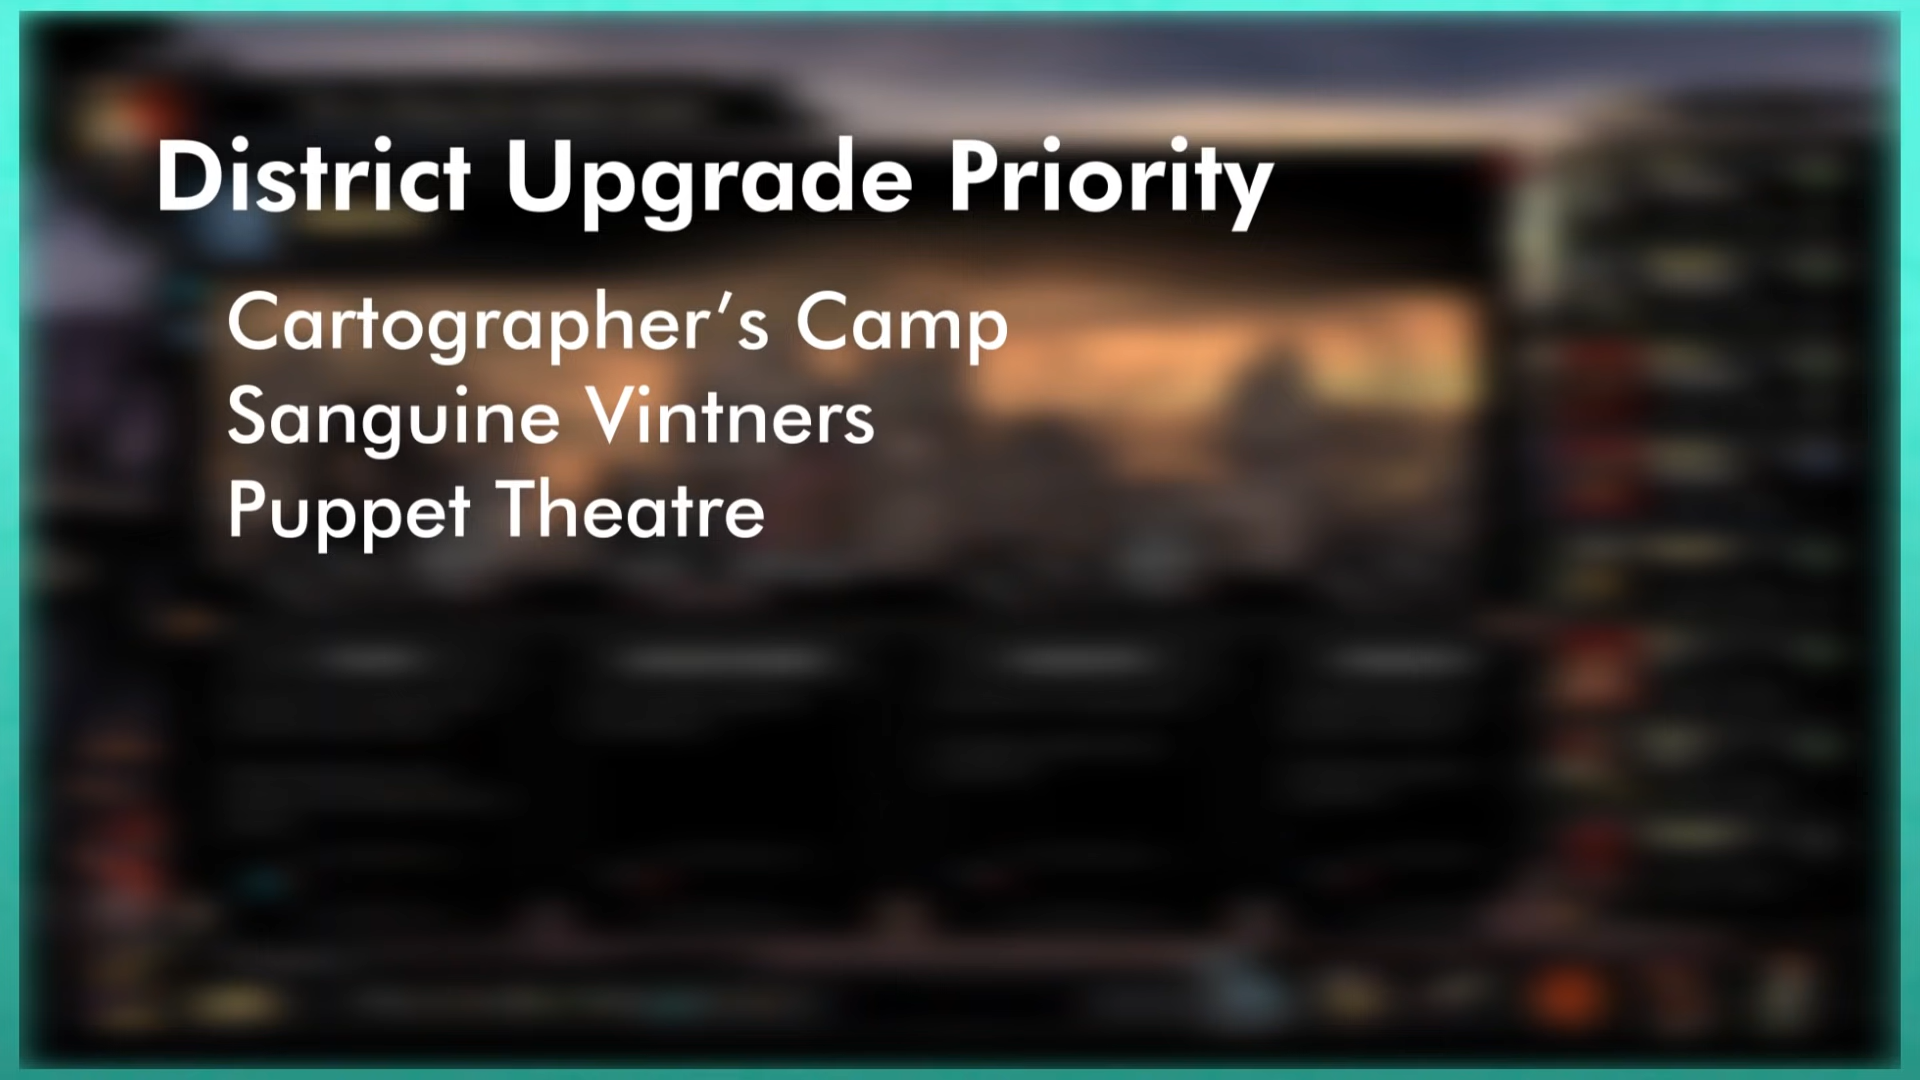 District Upgrade Priority
Cartographer’s Camp
Sanguine Vintners
Puppet Theatre